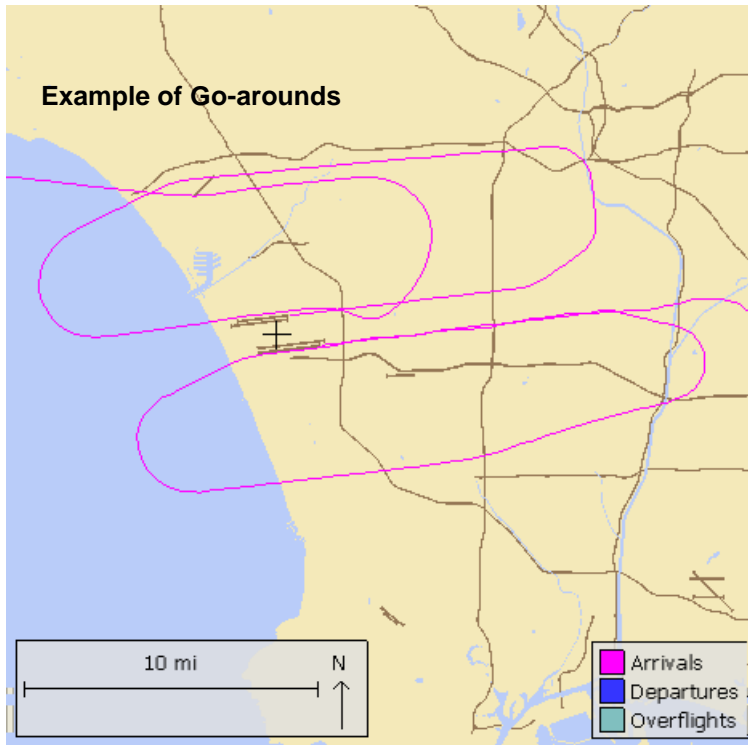 Example of Go-arounds
10 mi
N
Arrivals
Departures
Overflights